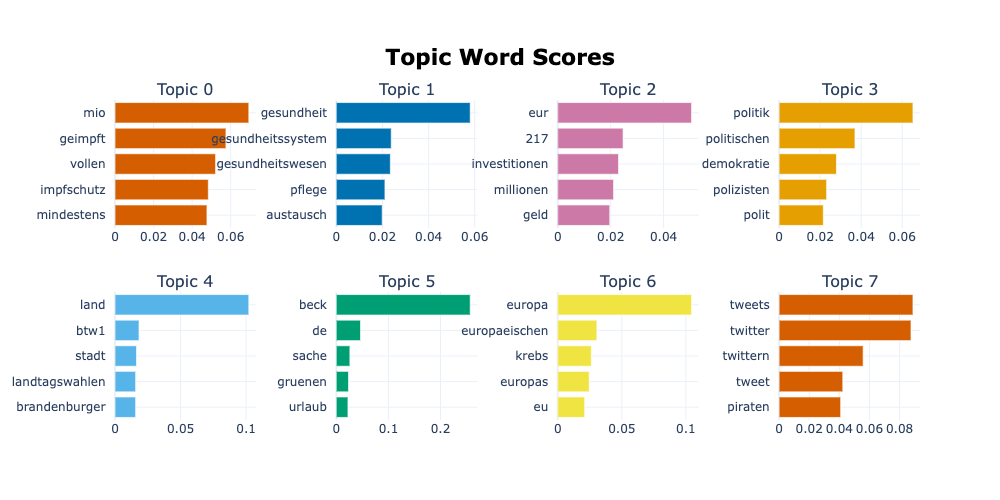 Topic Word Scores
Topic 0
mio
geimpft
vollen
impfschutz
mindestens
0 0.02 0.04 0.06
Topic 1
gesundheit
gesundheitssystem
gesundheitswesen
pflege
austausch
0 0.02 0.04 0.06
Topic 2
eur
217
investitionen
millionen
geld
0 0.02 0.04
Topic 3
politik
politischen
demokratie
polizisten
polit
0 0.02 0.04 0.06
Topic 4
land
btw1
stadt
landtagswahlen
brandenburger
0 0.05 0.1
Topic 5
beck
de
sache
gruenen
urlaub
0 0.1 0.2
Topic 6
europa
europaeischen
krebs
europas
eu
0 0.05 0.1
Topic 7
tweets
twitter
twittern
tweet
piraten
0 0.02 0.04 0.06 0.08